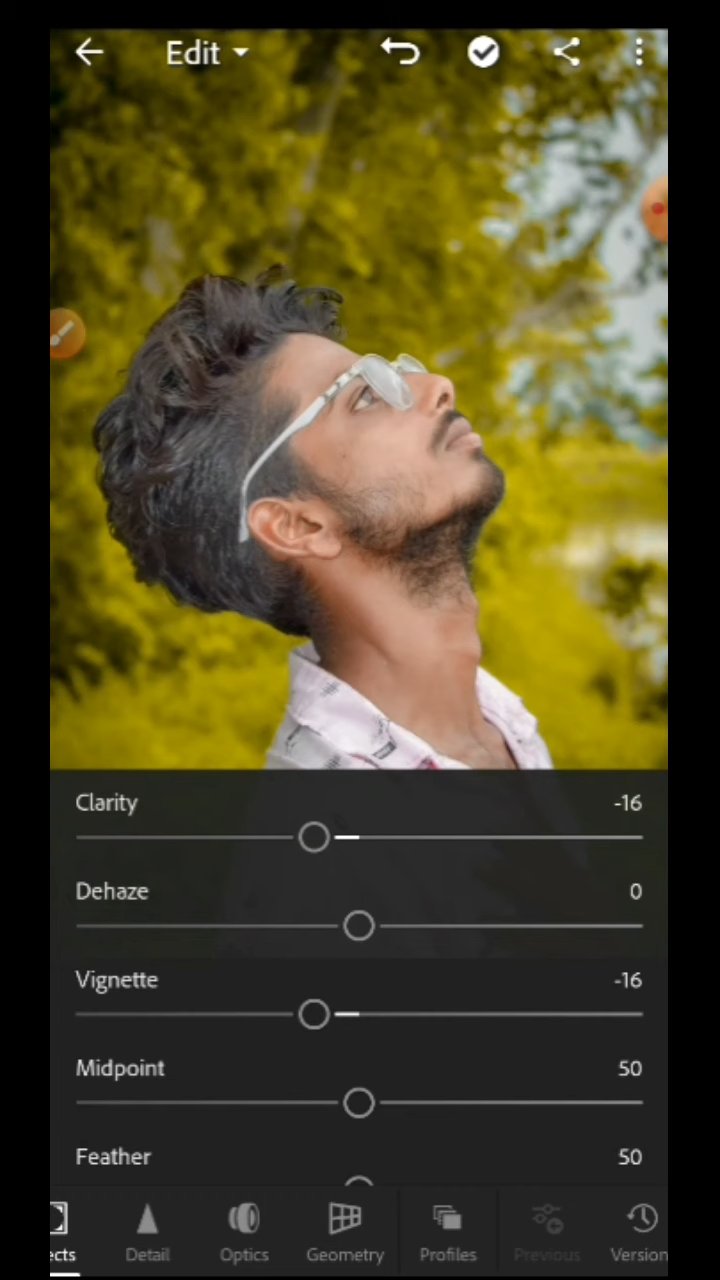 Edit
Clarity -16
Dehaze 0
Vignette -16
Midpoint 50
Feather 50
ects Detail Optics Geometry Profiles Previous Version